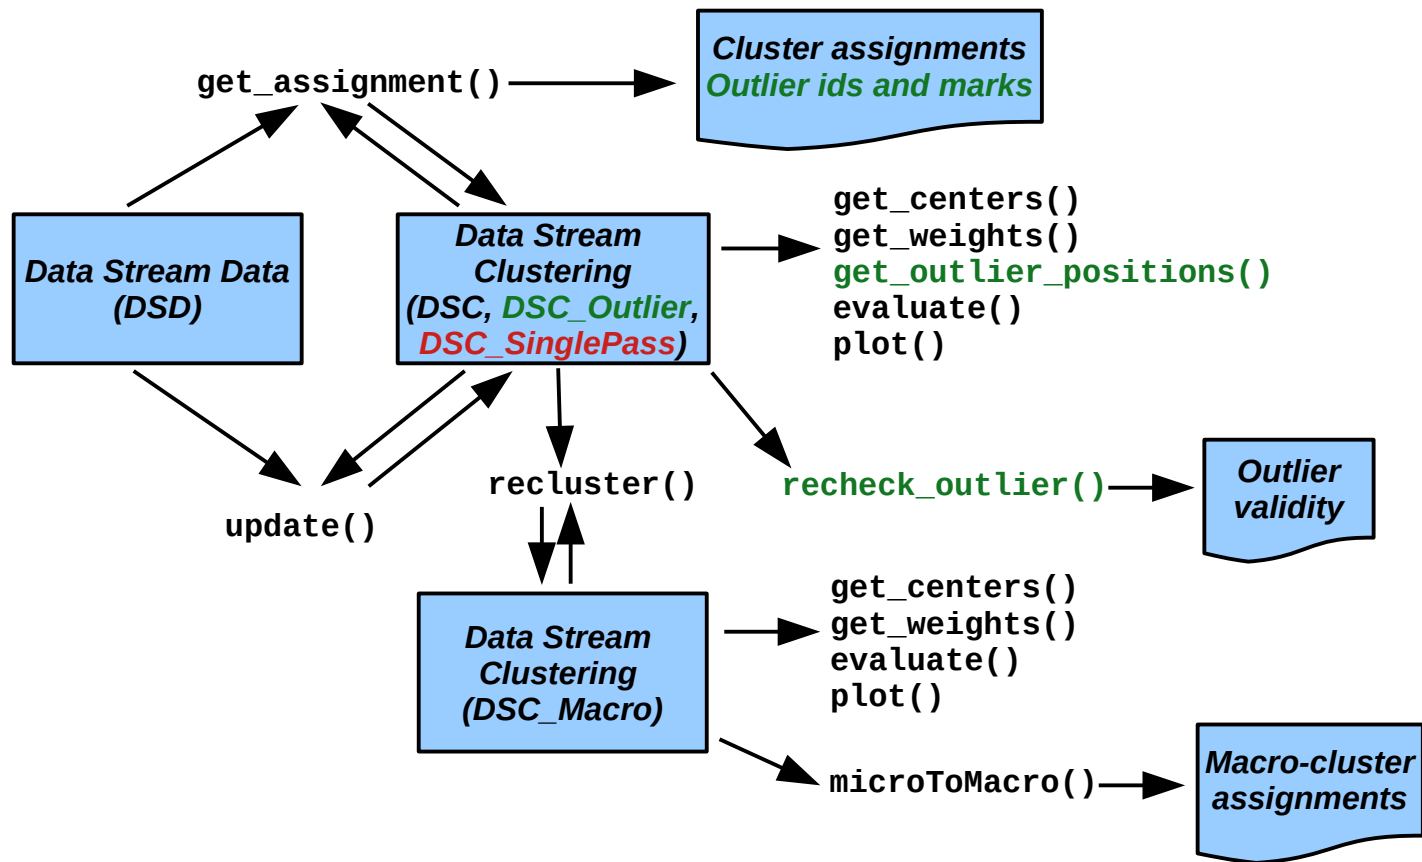 get_assignment()
Cluster assignments
Outlier ids and marks
Data Stream Data
(DSD)
Data Stream
Clustering
(DSC, DSC_Outlier,
DSC_SinglePass)
get_centers()
get_weights()
get_outlier_positions()
evaluate()
plot()
update()
recluster()
recheck_outlier()
Outlier
validity
Data Stream
Clustering
(DSC_Macro)
get_centers()
get_weights()
evaluate()
plot()
microToMacro()
Macro-cluster
assignments